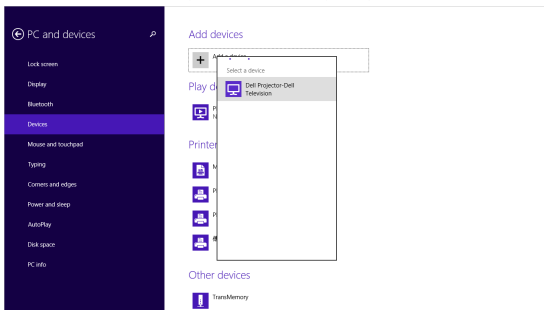 PC and devices
Lock screen
Display
Bluetooth
Devices
Mouse and touchpad
Typing
Corners and edges
Power and sleep
AutoPlay
Disk space
PC info
Add devices
Select a device
Dell Projector-Dell
Television
Play d
P
N
Printer
M
P
P
Other devices
TransMemory